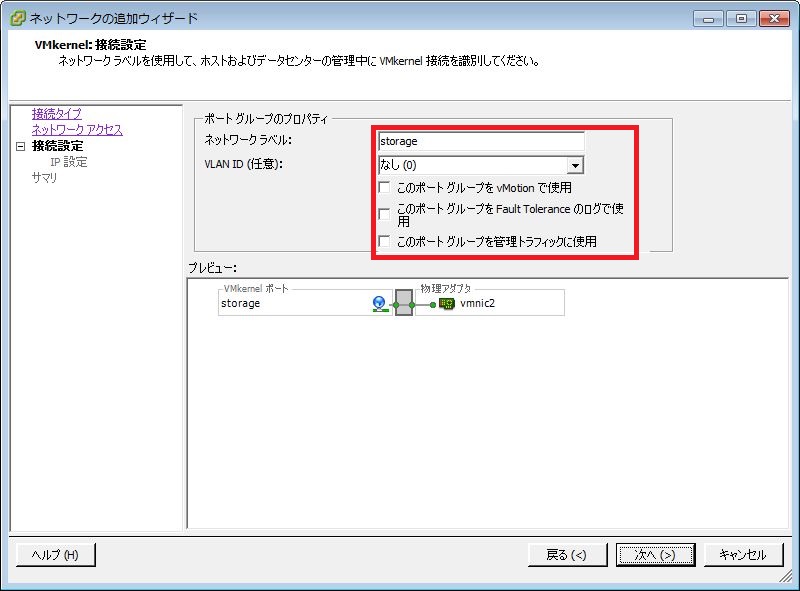 ネットワークの追加ウィザード
VMkernel: 接続設定
ネットワークラベルを使用して、ホストおよびデータセンターの管理中に VMkernel 接続を識別してください。
接続タイプ
ネットワーク アクセス
接続設定
IP 設定
サマリ
ポート グループのプロパティ
ネットワークラベル:
storage
VLAN ID (任意):
なし (0)
このポート グループを vMotion で使用
このポート グループを Fault Tolerance のログで使
用
このポート グループを管理トラフィックに使用
プレビュー:
VMkernel ポート
物理アダプタ
storage
vmnic2
ヘルプ (H)
戻る (<)
次へ (>)
キャンセル